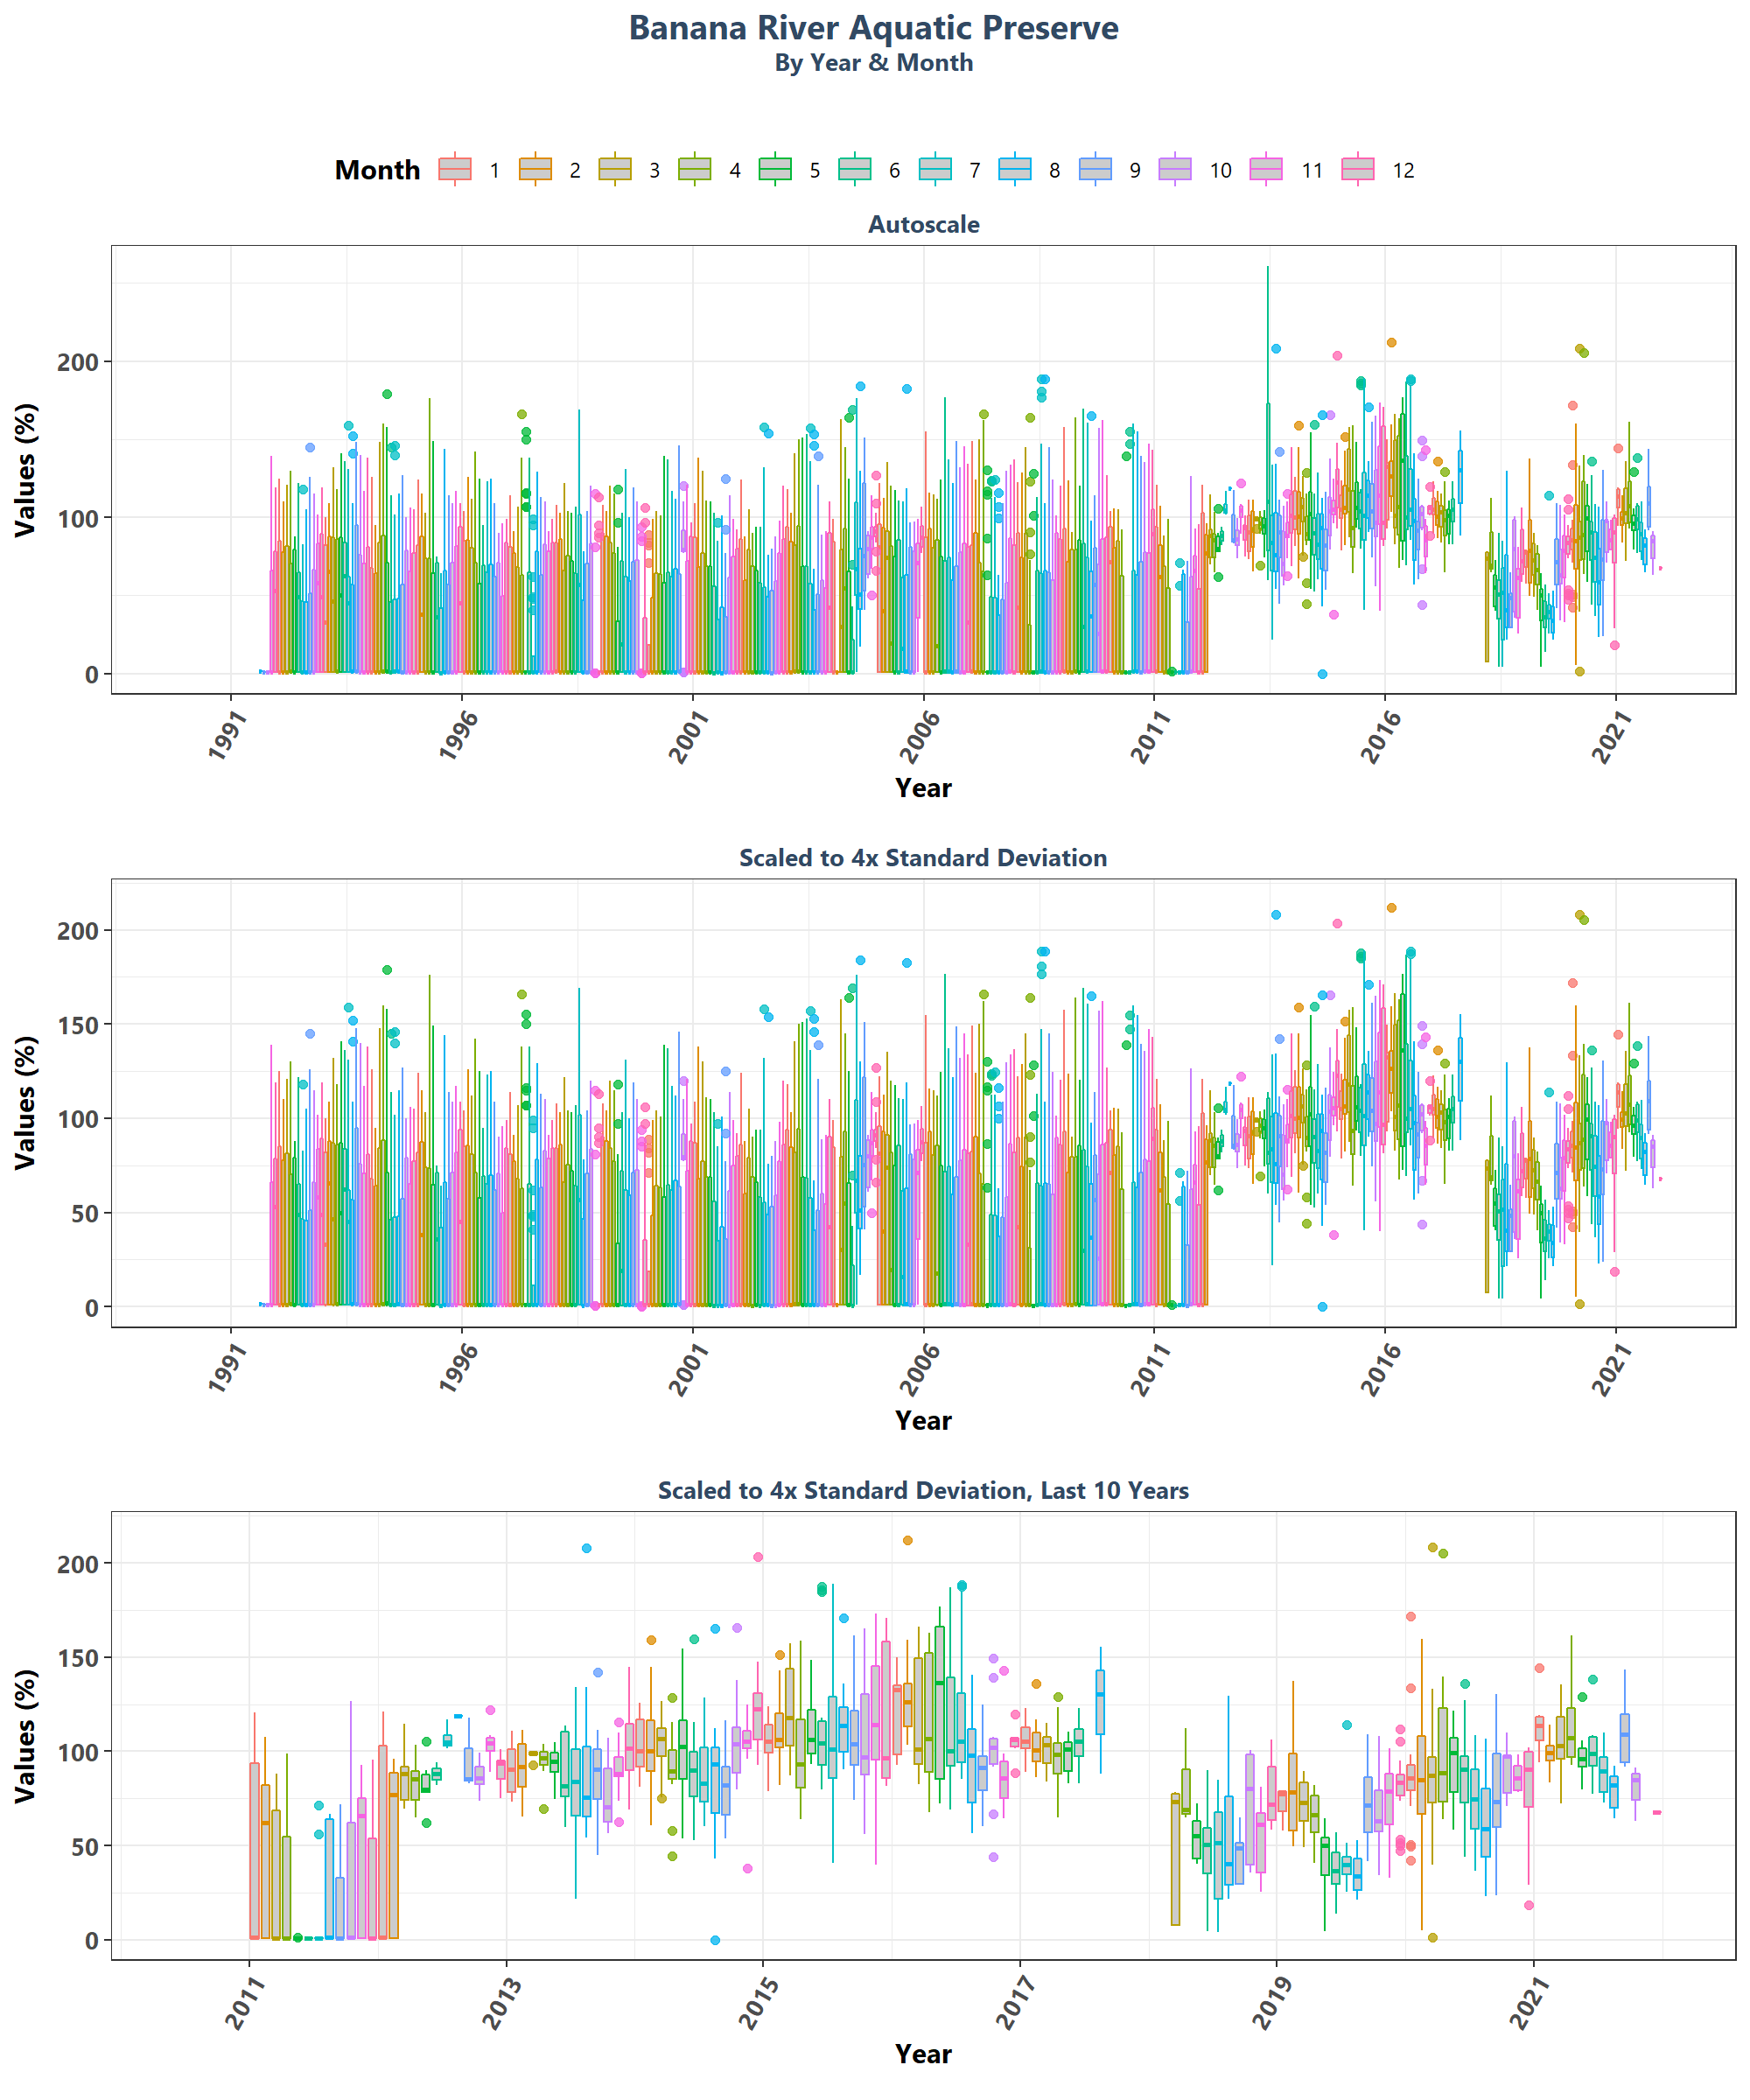 Banana River Aquatic Preserve
By Year & Month
Month 1 2 3 4 5 6 7 8 9 10 11 12
Autoscale
Values (%)
200
100
0
1991 1996 2001 2006 2011 2016 2021
Year
Scaled to 4x Standard Deviation
Values (%)
200
150
100
50
0
1991 1996 2001 2006 2011 2016 2021
Year
Scaled to 4x Standard Deviation, Last 10 Years
Values (%)
200
150
100
50
0
2011 2013 2015 2017 2019 2021
Year